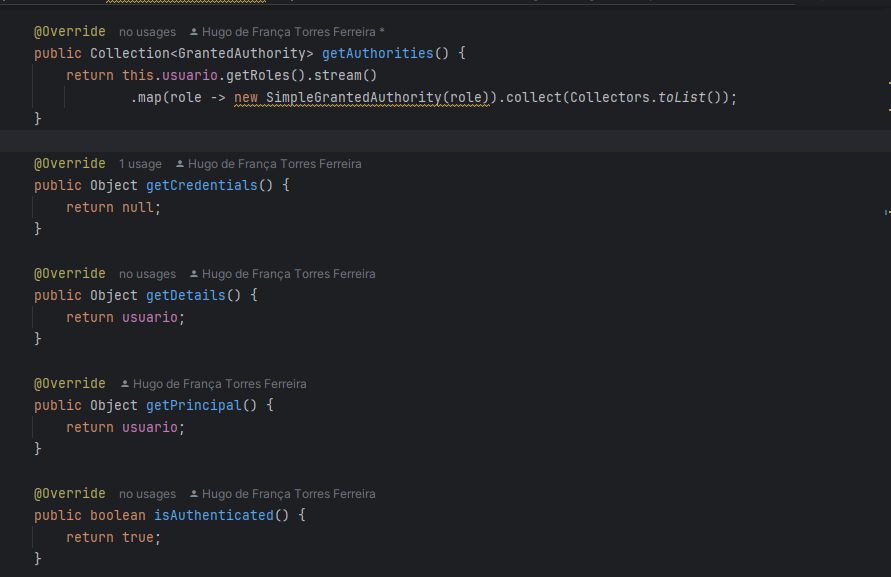 @Override no usages Hugo de França Torres Ferreira *
public Collection<GrantedAuthority> getAuthorities() {
return this.usuario.getRoles().stream()
.map(role -> new SimpleGrantedAuthority(role)).collect(Collectors.toList());
}
@Override 1 usage Hugo de França Torres Ferreira
public Object getCredentials() {
return null;
}
@Override no usages Hugo de França Torres Ferreira
public Object getDetails() {
return usuario;
}
@Override Hugo de França Torres Ferreira
public Object getPrincipal() {
return usuario;
}
@Override no usages Hugo de França Torres Ferreira
public boolean isAuthenticated() {
return true;
}